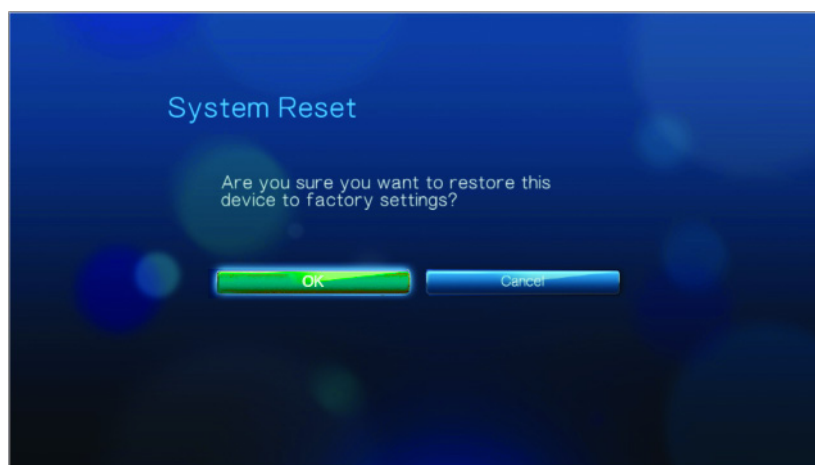 System Reset
Are you sure you want to restore this
device to factory settings?
OK
Cancel